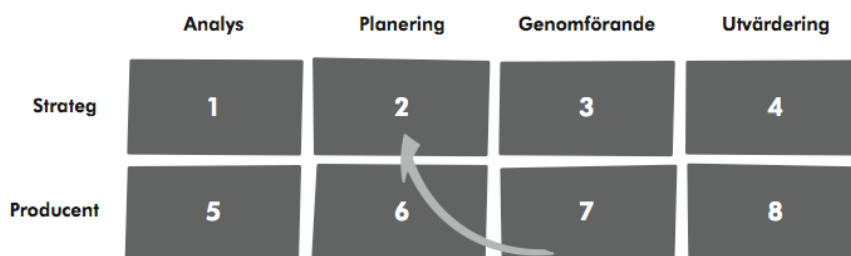 Analys Planering Genomförande Utvärdering
Strateg 1 2 3 4
Producent 5 6 7 8